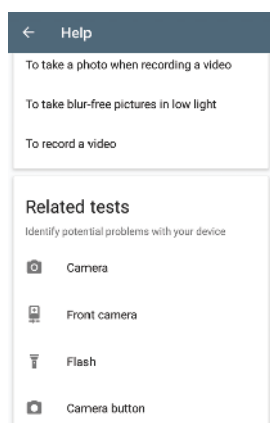 Help
To take a photo when recording a video
To take blur-free pictures in low light
To record a video
Related tests
Identify potential problems with your device
Camera
Front camera
Flash
Camera button